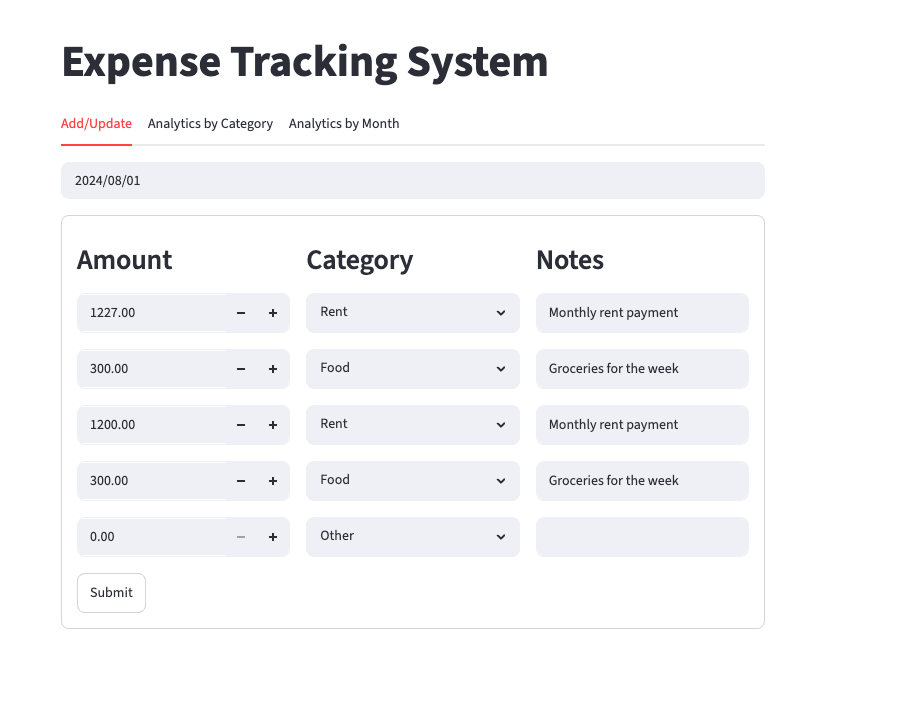 Expense Tracking System
Add/Update Analytics by Category Analytics by Month
2024/08/01
Amount Category Notes
1227.00 − + Rent Monthly rent payment
300.00 − + Food Groceries for the week
1200.00 − + Rent Monthly rent payment
300.00 − + Food Groceries for the week
0.00 − + Other
Submit